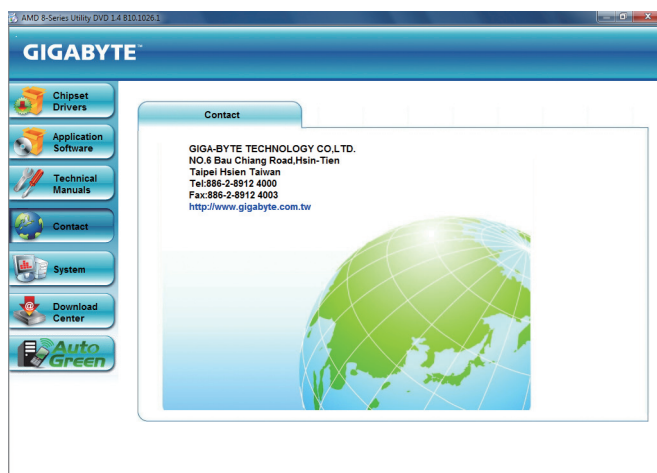 AMD 8-Series Utility DVD 1.4 B10.1026.1
GIGABYTE™
Chipset
Drivers
Application
Software
Technical
Manuals
Contact
System
Download
Center
Auto
Green
Contact
GIGA-BYTE TECHNOLOGY CO,LTD.
NO.6 Bau Chiang Road,Hsin-Tien
Taipei Hsien Taiwan
Tel:886-2-8912 4000
Fax:886-2-8912 4003
http://www.gigabyte.com.tw